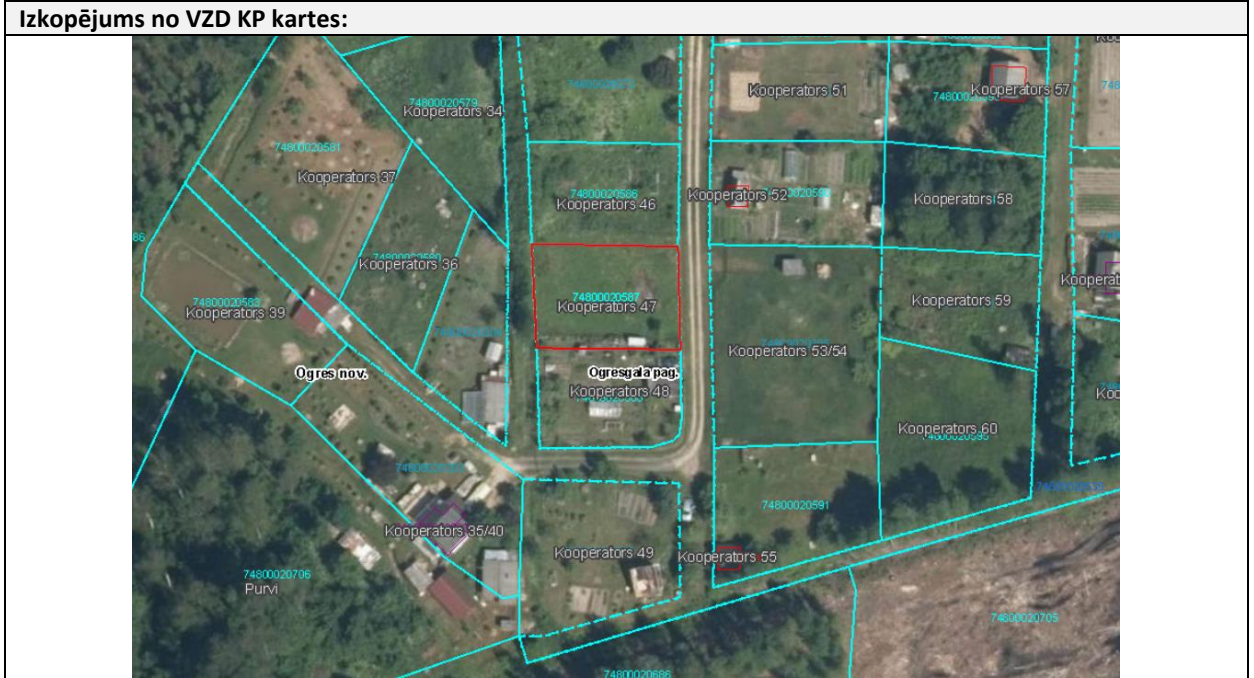 Izkopējums no VZD KP kartes:
Kooperators 51
Kooperators 57
74800020579
Kooperators 34
74800020581
Kooperators 37
74800020586
Kooperators 46
Kooperators 52
Kooperators 58
Kooperators 36
74800020583
Kooperators 39
74800020587
Kooperators 47
Kooperators 59
Kooperators 53/54
Ogres nov.
Ogresgala pag.
Kooperators 48
Kooperators 60
74800020595
74800020591
Kooperators 35/40
Kooperators 49
Kooperators 55
74800020706
Purvi
74800020705
74800020686